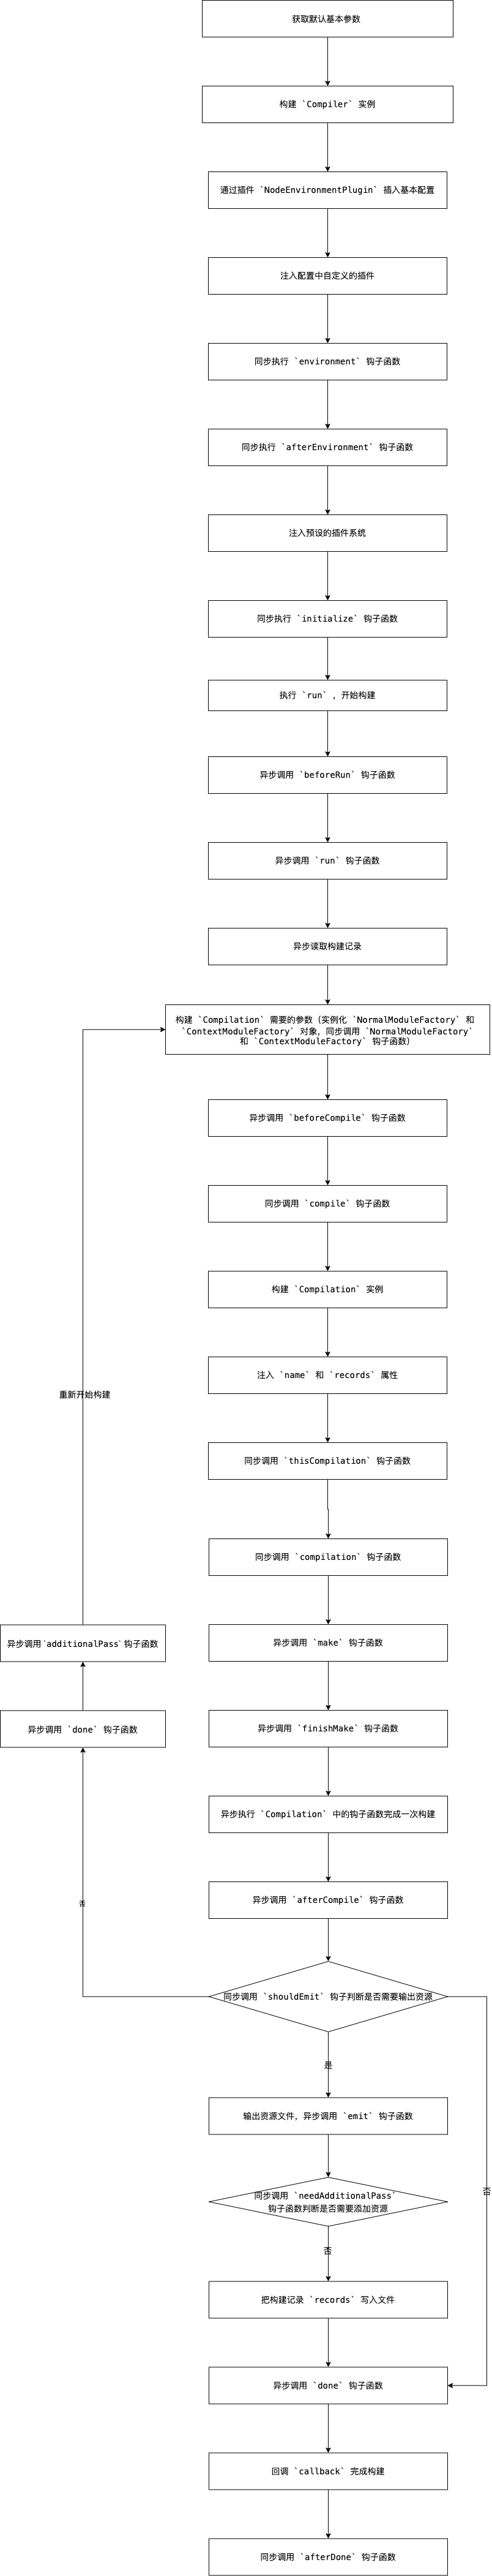 获取默认基本参数
构建 `Compiler` 实例
通过插件 `NodeEnvironmentPlugin` 插入基本配置
注入配置中自定义的插件
同步执行 `environment` 钩子函数
同步执行 `afterEnvironment` 钩子函数
注入预设的插件系统
同步执行 `initialize` 钩子函数
执行 `run` ，开始构建
异步调用 `beforeRun` 钩子函数
异步调用 `run` 钩子函数
异步读取构建记录
构建 `Compilation` 需要的参数（实例化 `NormalModuleFactory` 和
`ContextModuleFactory` 对象，同步调用 `NormalModuleFactory`
和 `ContextModuleFactory` 钩子函数）
异步调用 `beforeCompile` 钩子函数
同步调用 `compile` 钩子函数
构建 `Compilation` 实例
注入 `name` 和 `records` 属性
重新开始构建
同步调用 `thisCompilation` 钩子函数
同步调用 `compilation` 钩子函数
异步调用 `make` 钩子函数
异步调用 `additionalPass` 钩子函数
异步调用 `finishMake` 钩子函数
异步调用 `done` 钩子函数
异步执行 `Compilation` 中的钩子函数完成一次构建
异步调用 `afterCompile` 钩子函数
否
同步调用 `shouldEmit` 钩子判断是否需要输出资源
是
输出资源文件，异步调用 `emit` 钩子函数
同步调用 `needAdditionalPass`
钩子函数判断是否需要添加资源
否
否
把构建记录 `records` 写入文件
异步调用 `done` 钩子函数
回调 `callback` 完成构建
同步调用 `afterDone` 钩子函数